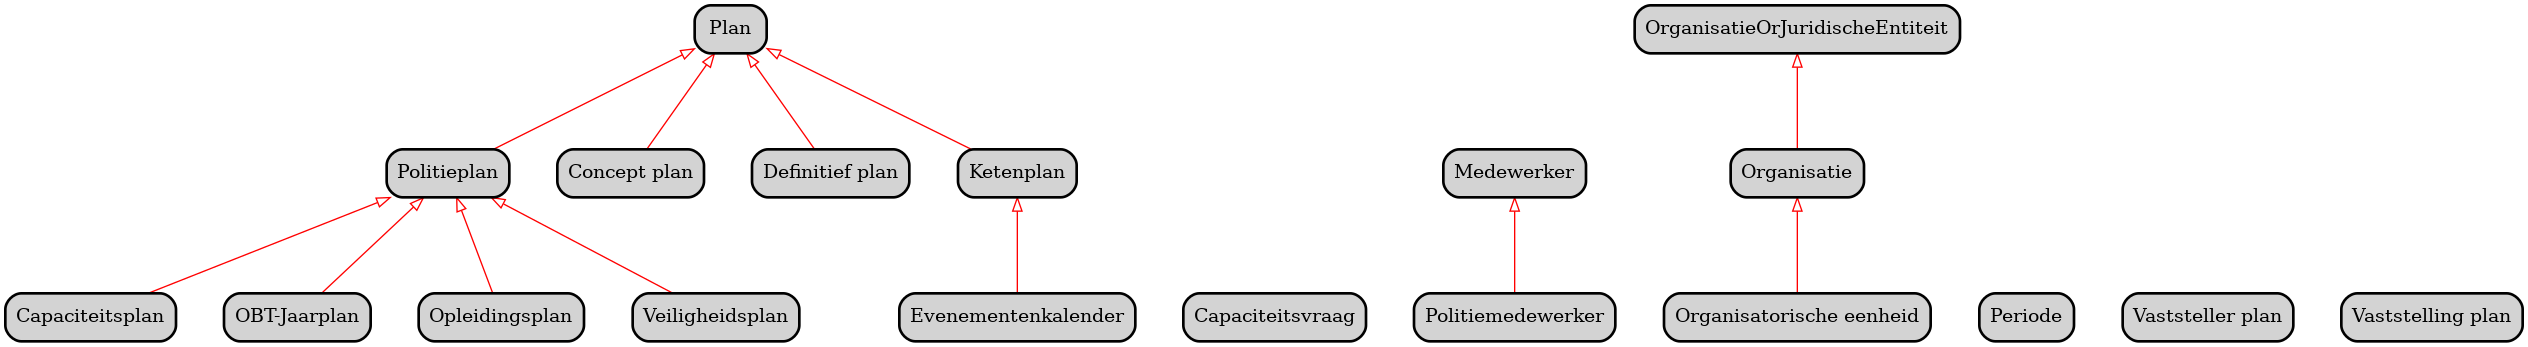 Plan
OrganisatieOrJuridischeEntiteit
Politieplan
Concept plan
Definitief plan
Ketenplan
Medewerker
Organisatie
Capaciteitsplan
OBT-Jaarplan
Opleidingsplan
Veiligheidsplan
Evenementenkalender
Capaciteitsvraag
Politiemedewerker
Organisatorische eenheid
Periode
Vaststeller plan
Vaststelling plan